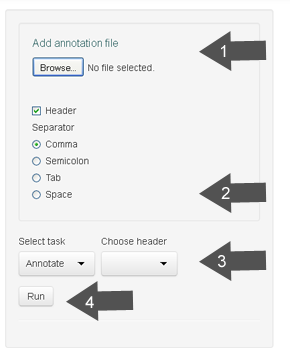 Add annotation file
1
Browse... No file selected.
Header
Separator
Comma
Semicolon
Tab
Space
2
Select task Choose header
Annotate
3
Run
4